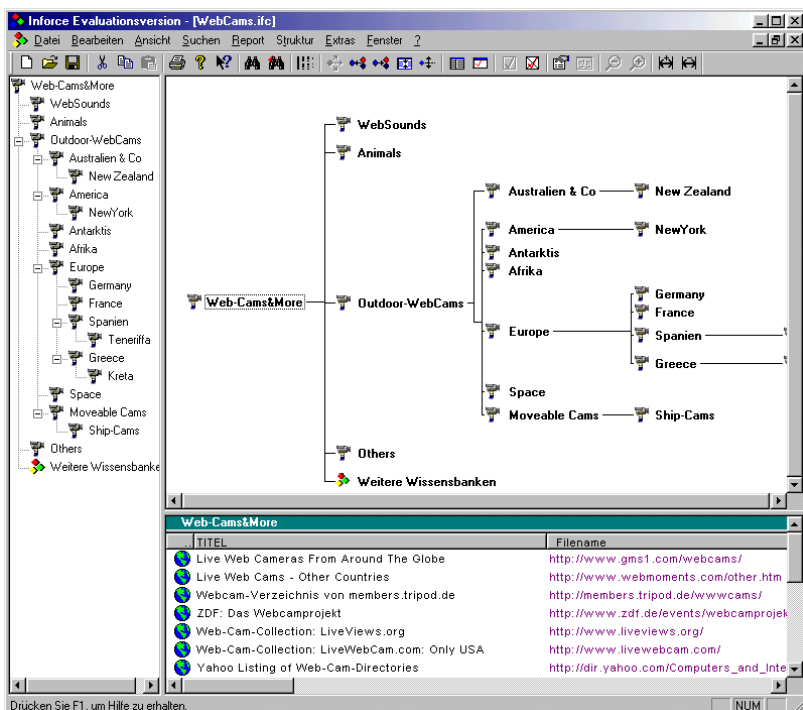 Inforce Evaluationsversion - [WebCams.ifc]
Datei Bearbeiten Ansicht Suchen Report Struktur Extras Fenster ?
Web-Cams&More
WebSounds
Animals
Outdoor-WebCams
Australien & Co
New Zealand
America
NewYork
Antarktis
Afrika
Europe
Germany
France
Spanien
Teneriffa
Greece
Kreta
Space
Moveable Cams
Ship-Cams
Others
Weitere Wissensbanke
WebSounds
Animals
Australien & Co New Zealand
America NewYork
Antarktis
Afrika
Germany
Web-Cams&More Outdoor-WebCams
France
Europe Spanien
Greece
Space
Moveable Cams Ship-Cams
Others
Weitere Wissensbanken
Web-Cams&More
.. TITEL Filename
Live Web Cameras From Around The Globe http://www.gms1.com/webcams/
Live Web Cams - Other Countries http://www.webmoments.com/other.htm
Webcam-Verzeichnis von members.tripod.de http://members.tripod.de/wwwcams/
ZDF: Das Webcamprojekt http://www.zdf.de/events/webcamprojek
Web-Cam-Collection: LiveViews.org http://www.liveviews.org/
Web-Cam-Collection: LiveWebCam.com: Only USA http://www.livewebcam.com/
Yahoo Listing of Web-Cam-Directories http://dir.yahoo.com/Computers_and_Inte
Drücken Sie F1, um Hilfe zu erhalten. NUM